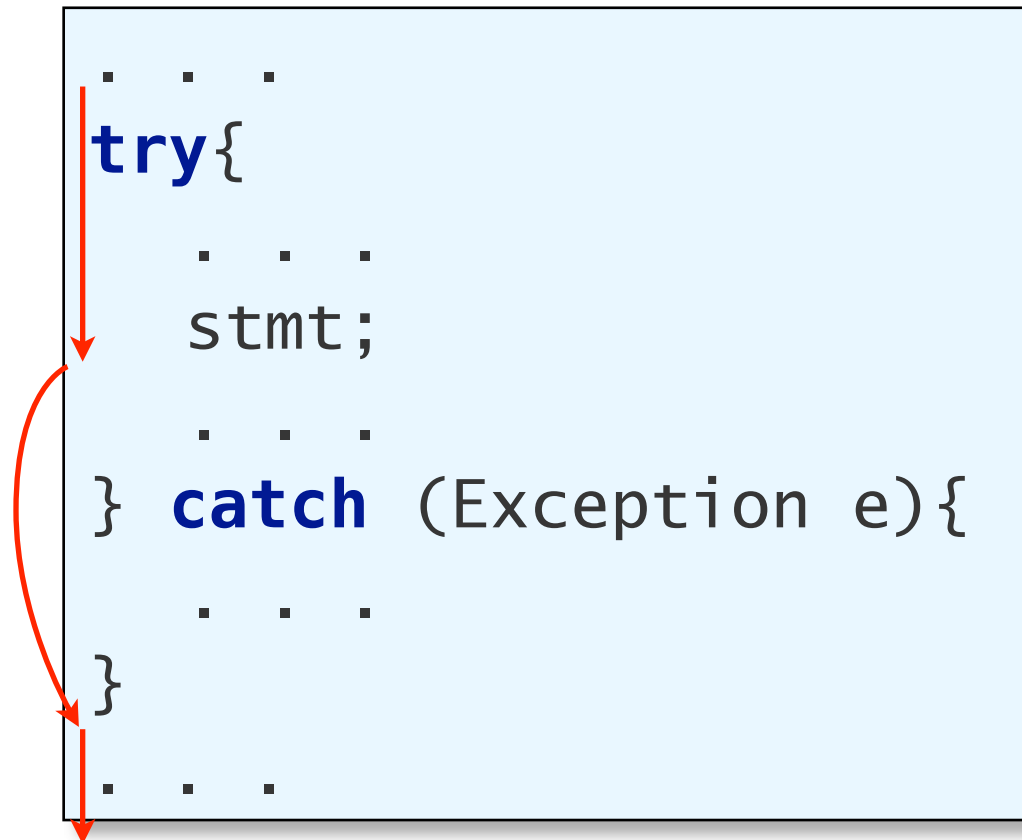 . . .
try{
. . .
stmt;
. . .
} catch (Exception e){
. . .
}
. . .